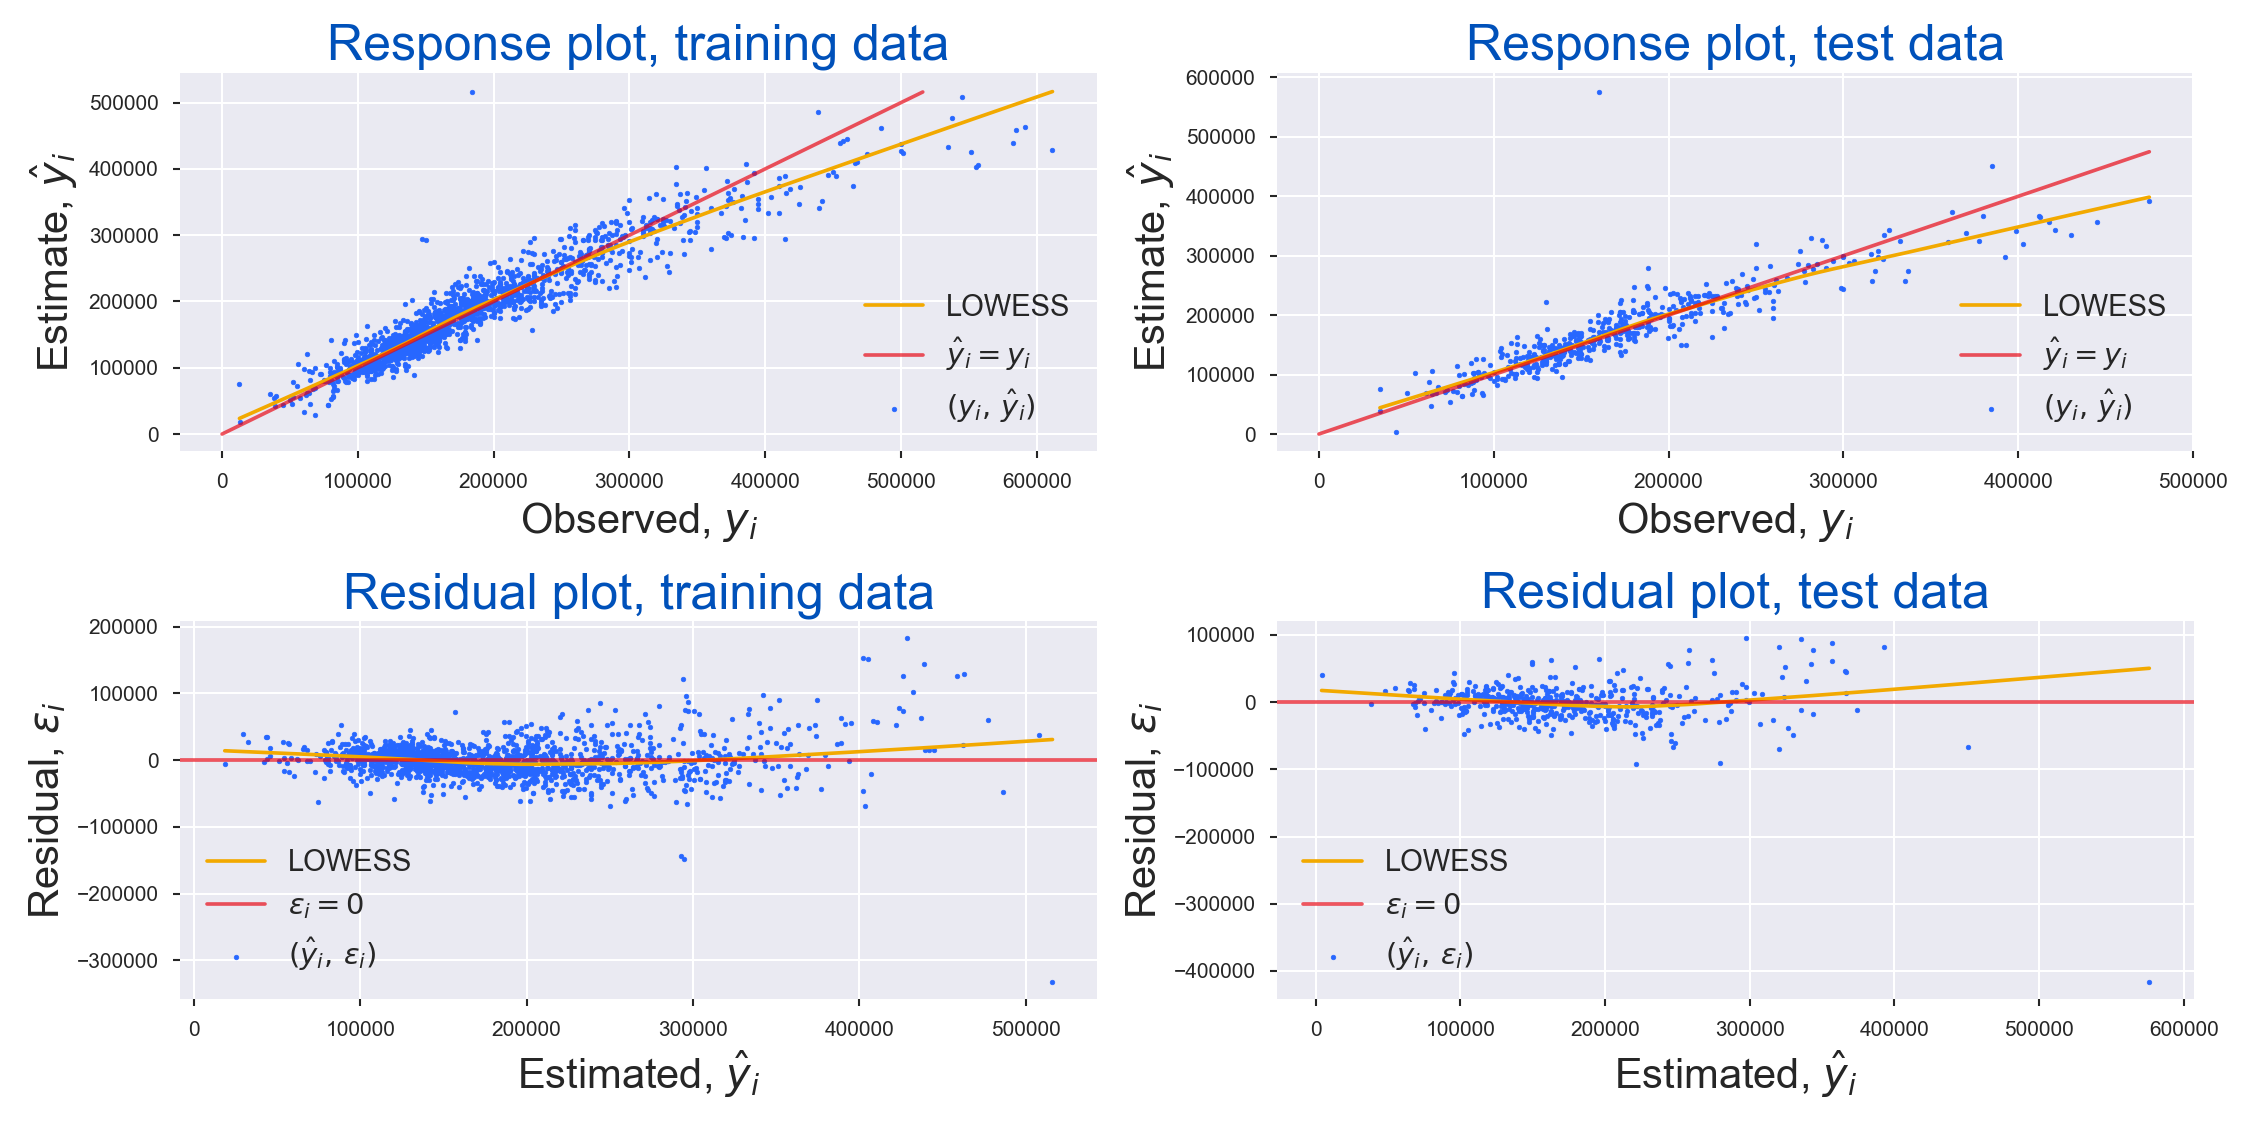 Response plot, training data
Estimate, ŷᵢ
500000
400000
300000
200000
100000
0
LOWESS
ŷᵢ = yᵢ
(yᵢ, ŷᵢ)
0 100000 200000 300000 400000 500000 600000
Observed, yᵢ
Response plot, test data
Estimate, ŷᵢ
600000
500000
400000
300000
200000
100000
0
LOWESS
ŷᵢ = yᵢ
(yᵢ, ŷᵢ)
0 100000 200000 300000 400000 500000
Observed, yᵢ
Residual plot, training data
Residual, εᵢ
200000
100000
0
−100000
−200000
−300000
LOWESS
εᵢ = 0
(ŷᵢ, εᵢ)
0 100000 200000 300000 400000 500000
Estimated, ŷᵢ
Residual plot, test data
Residual, εᵢ
100000
0
−100000
−200000
−300000
−400000
LOWESS
εᵢ = 0
(ŷᵢ, εᵢ)
0 100000 200000 300000 400000 500000 600000
Estimated, ŷᵢ